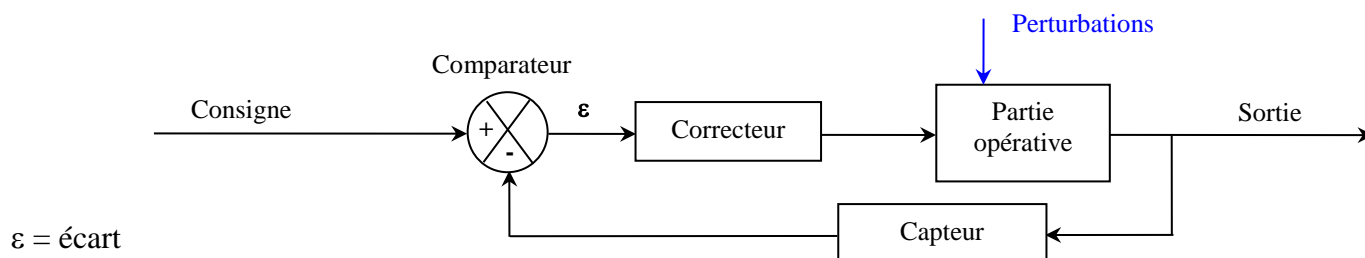 Perturbations
Comparateur
Consigne
ε
+
-
Correcteur
Partie
opérative
Sortie
Capteur
ε = écart